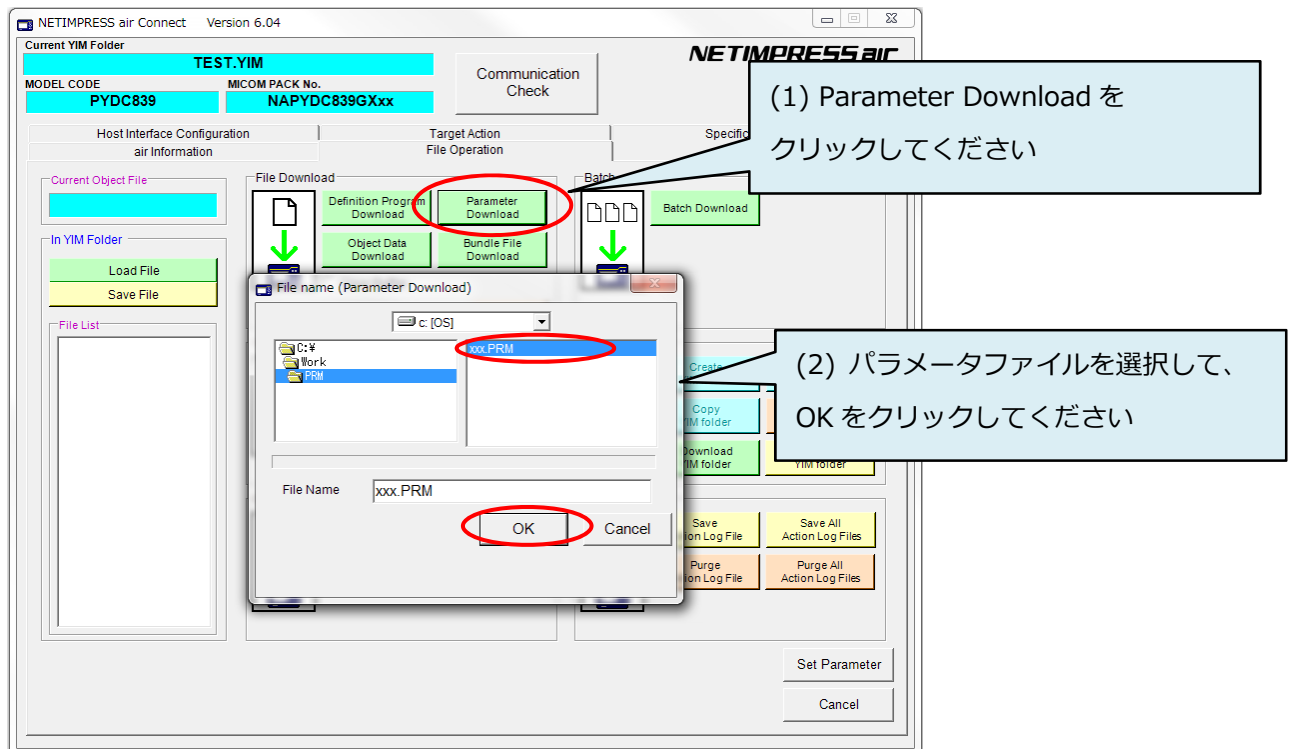 NETIMPRESS air Connect Version 6.04
Current YIM Folder
TEST.YIM
MODEL CODE
MICOM PACK No.
PYDC839
NAPYDC839GXxx
Communication
Check
NETIMPRESS air
Host Interface Configuration
Target Action
air Information
File Operation
(1) Parameter Download を
クリックしてください
Current Object File
In YIM Folder
Load File
Save File
File List
File Download
Definition Program
Download
Parameter
Download
Object Data
Download
Bundle File
Download
Batch
Batch Download
File name (Parameter Download)
c: [OS]
C:¥
Work
PRM
xxx.PRM
File Name
xxx.PRM
OK
Cancel
(2) パラメータファイルを選択して、
OK をクリックしてください
Create
Copy
YIM folder
Download
YIM folder
YIM folder
Save
Action Log File
Save All
Action Log Files
Purge
Action Log File
Purge All
Action Log Files
Set Parameter
Cancel